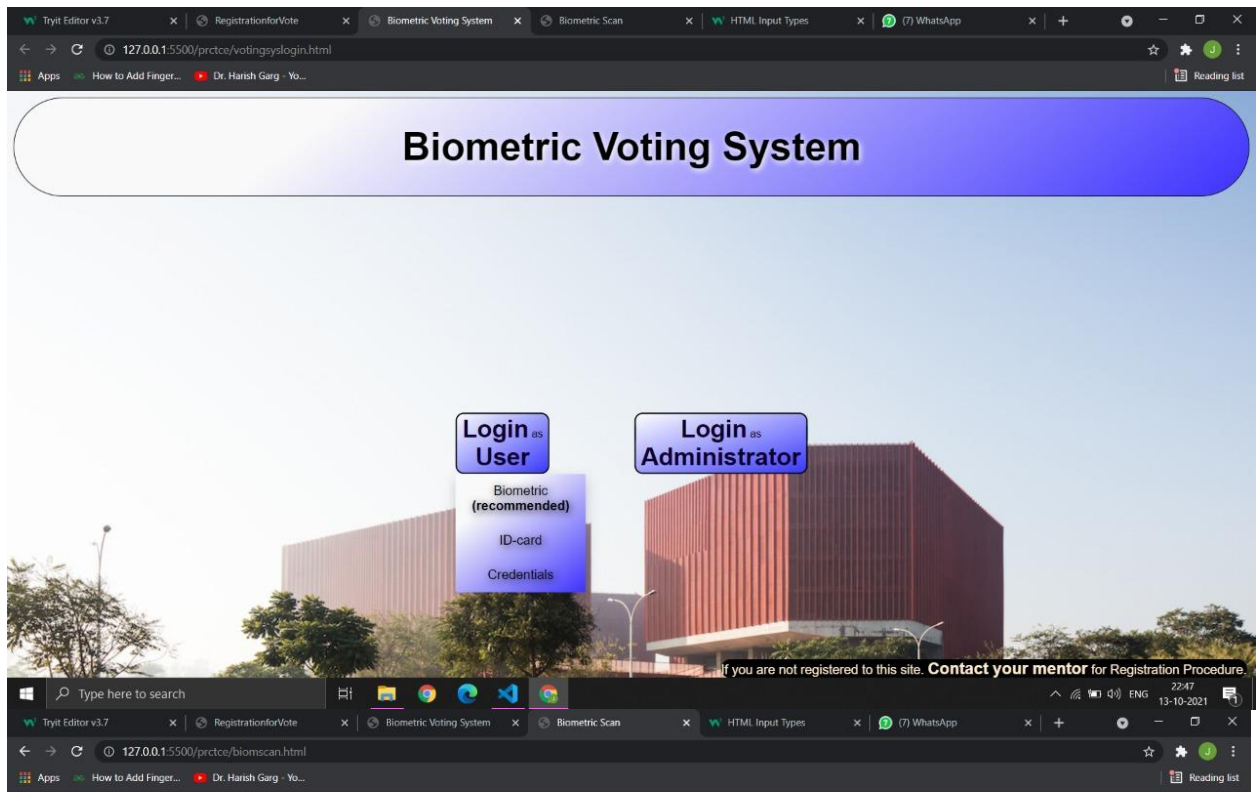 Tryit Editor v3.7 RegistrationforVote Biometric Voting System Biometric Scan HTML Input Types (7) WhatsApp
127.0.0.1:5500/prctce/votingsyslogin.html J
Apps How to Add Finger... Dr. Harish Garg - Yo... Reading list
Biometric Voting System
Login as
User
Login as
Administrator
Biometric
(recommended)
ID-card
Credentials
If you are not registered to this site. Contact your mentor for Registration Procedure.
Type here to search ENG
22:47
13-10-2021
1
Tryit Editor v3.7 RegistrationforVote Biometric Voting System Biometric Scan HTML Input Types (7) WhatsApp
127.0.0.1:5500/prctce/biomscan.html J
Apps How to Add Finger... Dr. Harish Garg - Yo... Reading list